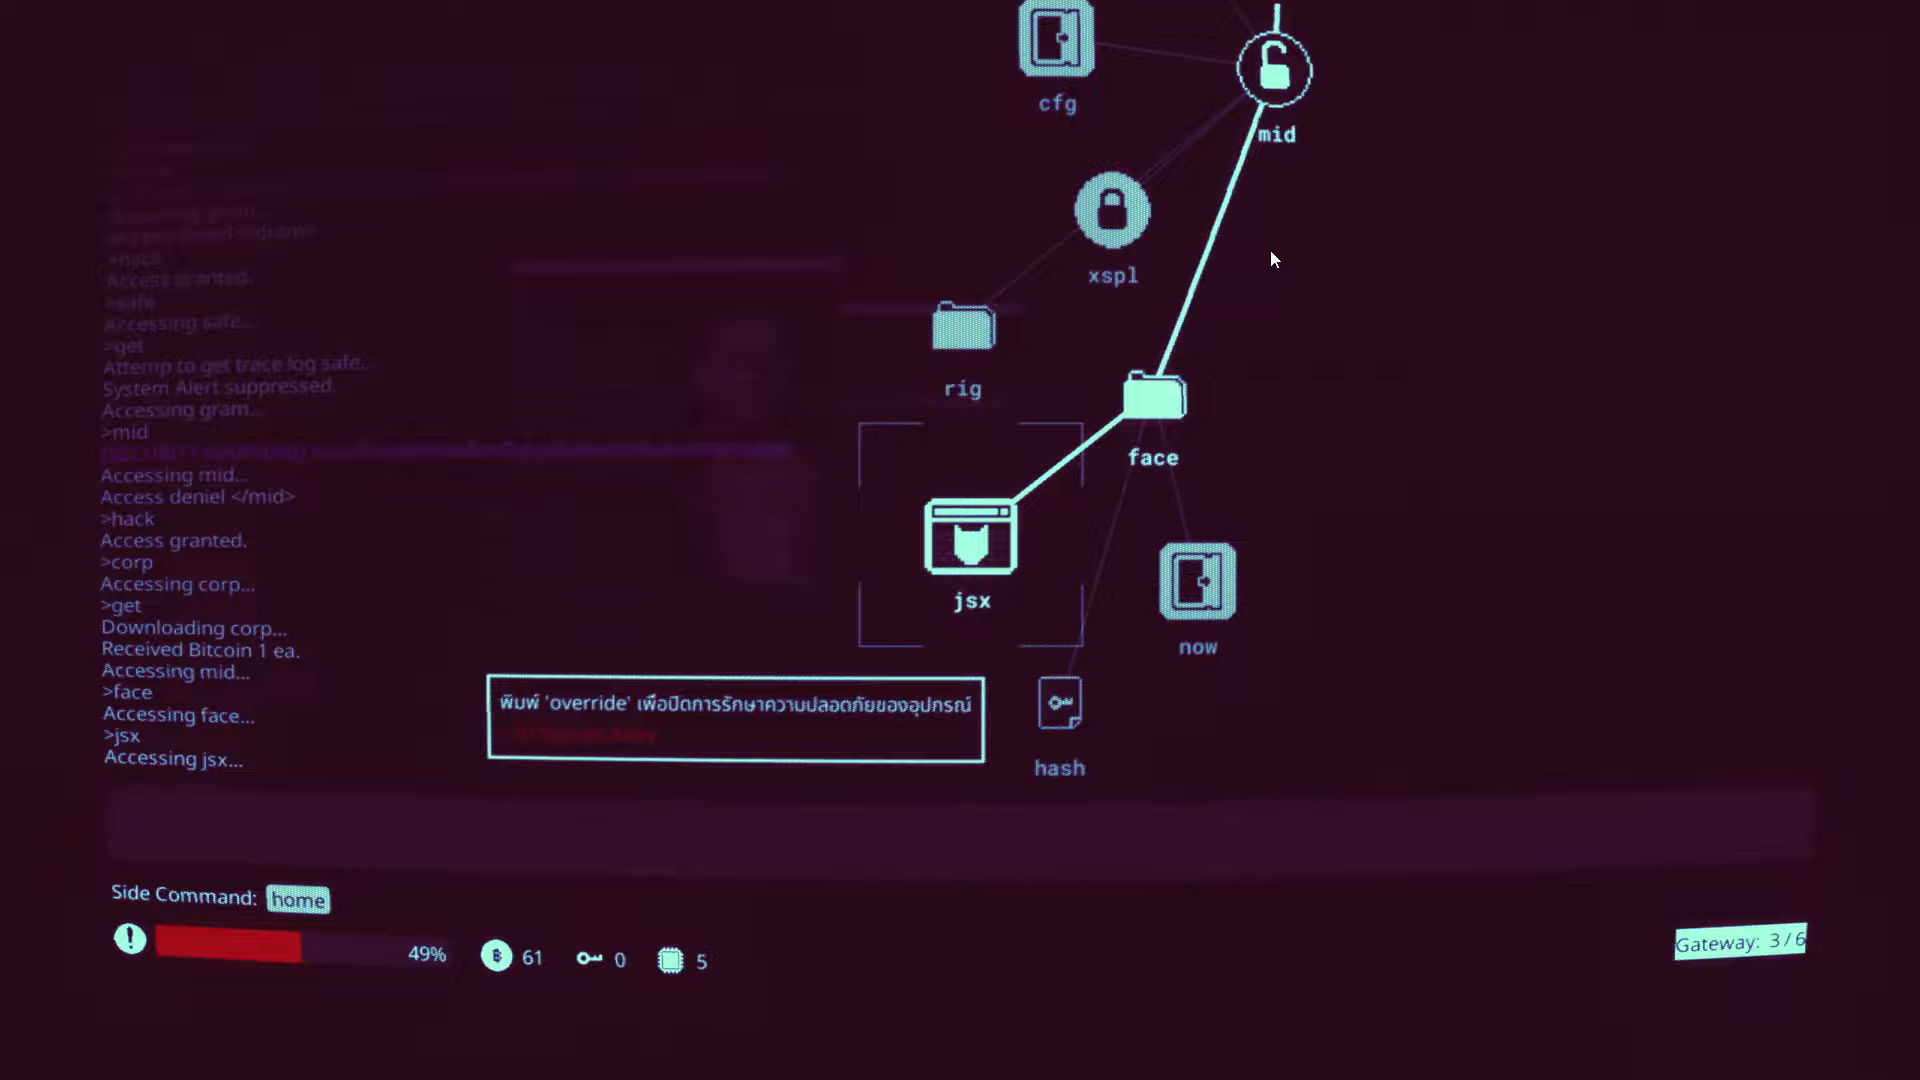 cfg
mid
xspl
rig
face
jsx
now
hash
>hack
Access granted.
>safe
Accessing safe...
>get
Attemp to get trace log safe...
System Alert suppressed.
Accessing gram...
>mid
Accessing mid...
Access deniel </mid>
>hack
Access granted.
>corp
Accessing corp...
>get
Downloading corp...
Received Bitcoin 1 ea.
Accessing mid...
>face
Accessing face...
>jsx
Accessing jsx...
พิมพ์ 'override' เพื่อปิดการรักษาความปลอดภัยของอุปกรณ์
Side Command: home
49%
61
0
5
Gateway: 3/6